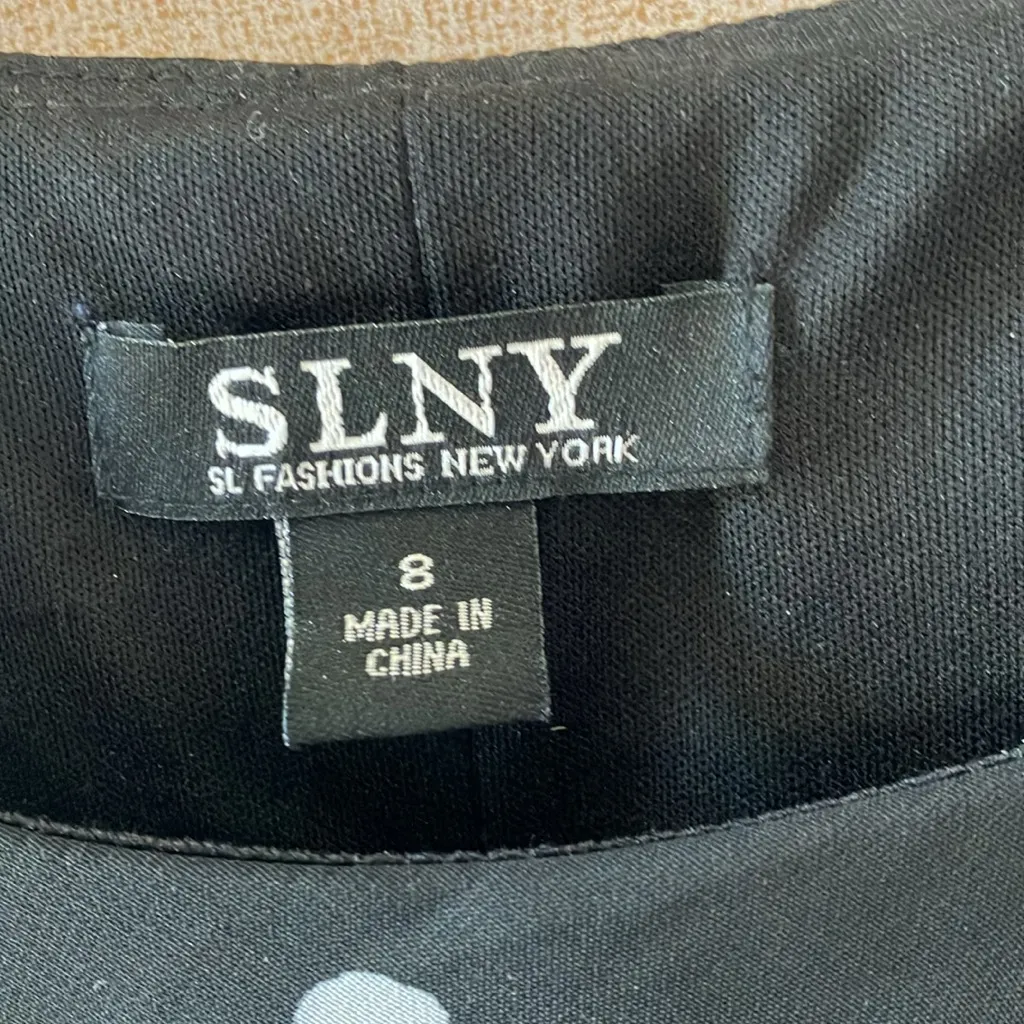 SLNY
SL FASHIONS NEW YORK
8
MADE IN
CHINA